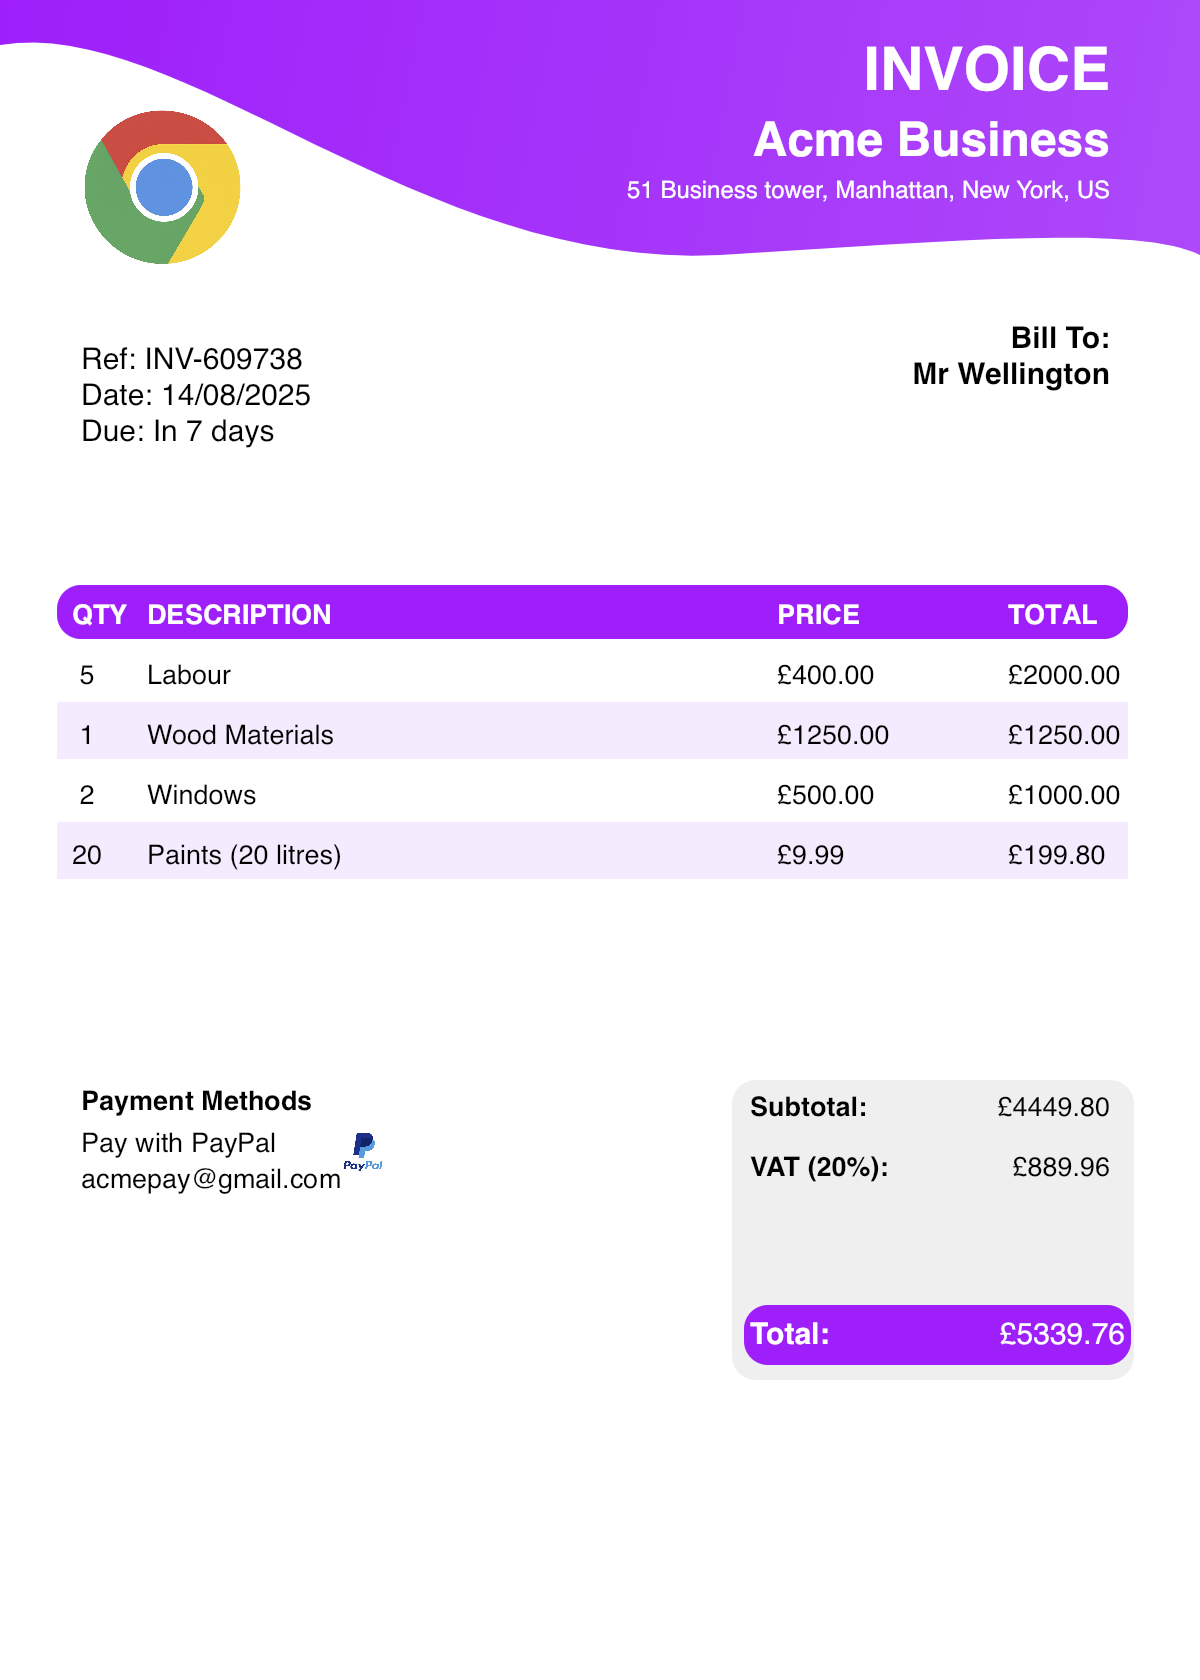 INVOICE
Acme Business
51 Business tower, Manhattan, New York, US
Ref: INV-609738
Date: 14/08/2025
Due: In 7 days
Bill To:
Mr Wellington
QTY DESCRIPTION PRICE TOTAL
5 Labour £400.00 £2000.00
1 Wood Materials £1250.00 £1250.00
2 Windows £500.00 £1000.00
20 Paints (20 litres) £9.99 £199.80
Payment Methods
Pay with PayPal
acmepay@gmail.com
PayPal
Subtotal: £4449.80
VAT (20%): £889.96
Total: £5339.76